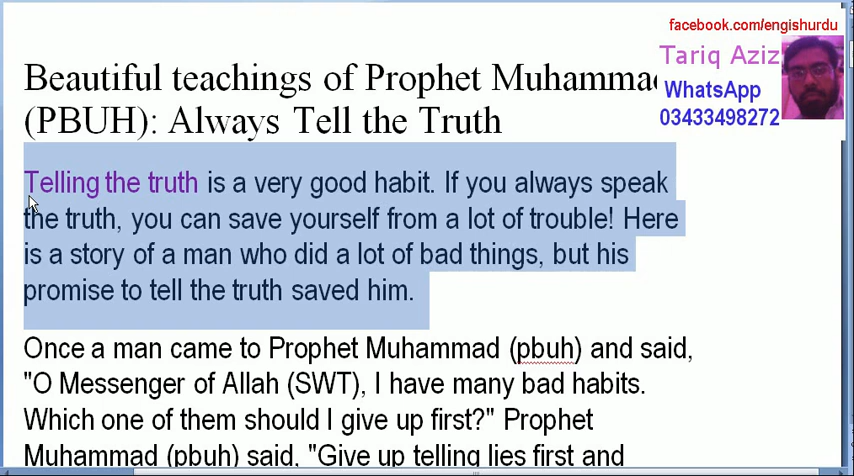 facebook.com/engishurdu
Tariq Aziz
WhatsApp
03433498272
Beautiful teachings of Prophet Muhammad
(PBUH): Always Tell the Truth
Telling the truth is a very good habit. If you always speak
the truth, you can save yourself from a lot of trouble! Here
is a story of a man who did a lot of bad things, but his
promise to tell the truth saved him.
Once a man came to Prophet Muhammad (pbuh) and said,
"O Messenger of Allah (SWT), I have many bad habits.
Which one of them should I give up first?" Prophet
Muhammad (pbuh) said, "Give up telling lies first and